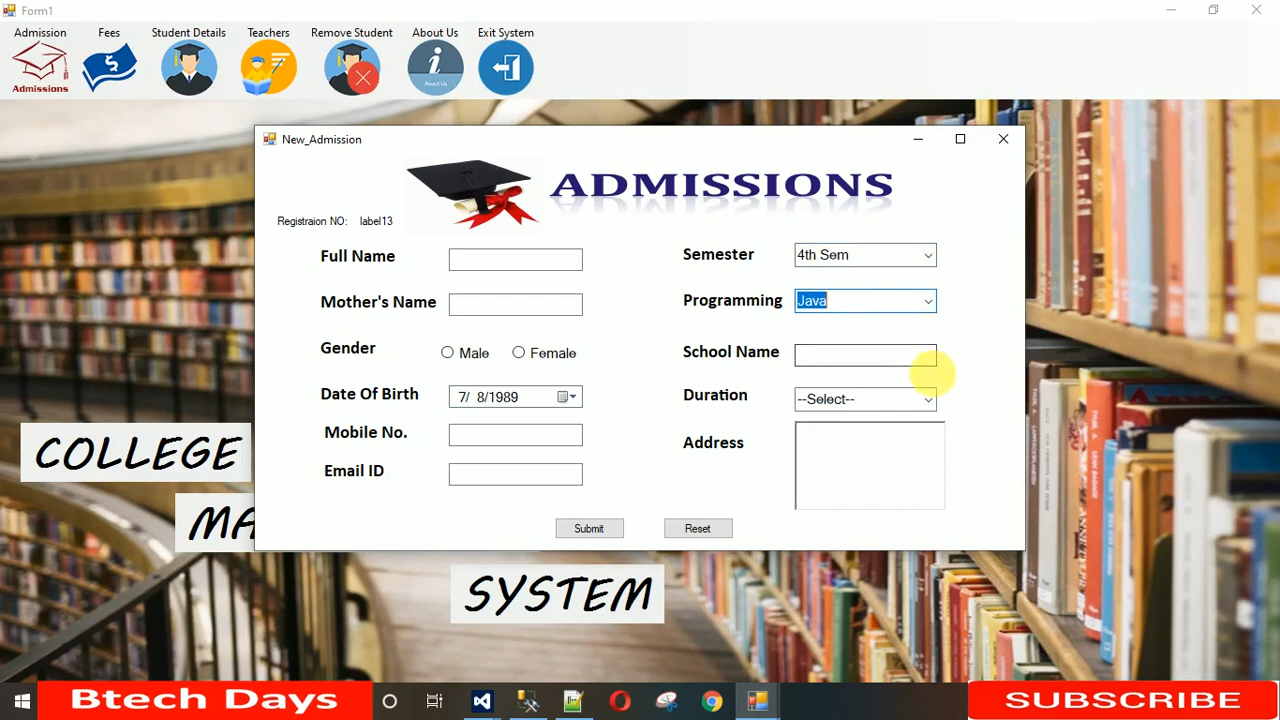 Form1
Admission Fees Student Details Teachers Remove Student About Us Exit System
Admissions
About Us
New_Admission
ADMISSIONS
Registraion NO: label13
Full Name
Semester 4th Sem
Mother's Name
Programming Java
Gender Male Female
School Name
Date Of Birth 7/ 8/1989
Duration --Select--
Mobile No.
Address
Email ID
Submit Reset
COLLEGE
MA
SYSTEM
Btech Days
SUBSCRIBE